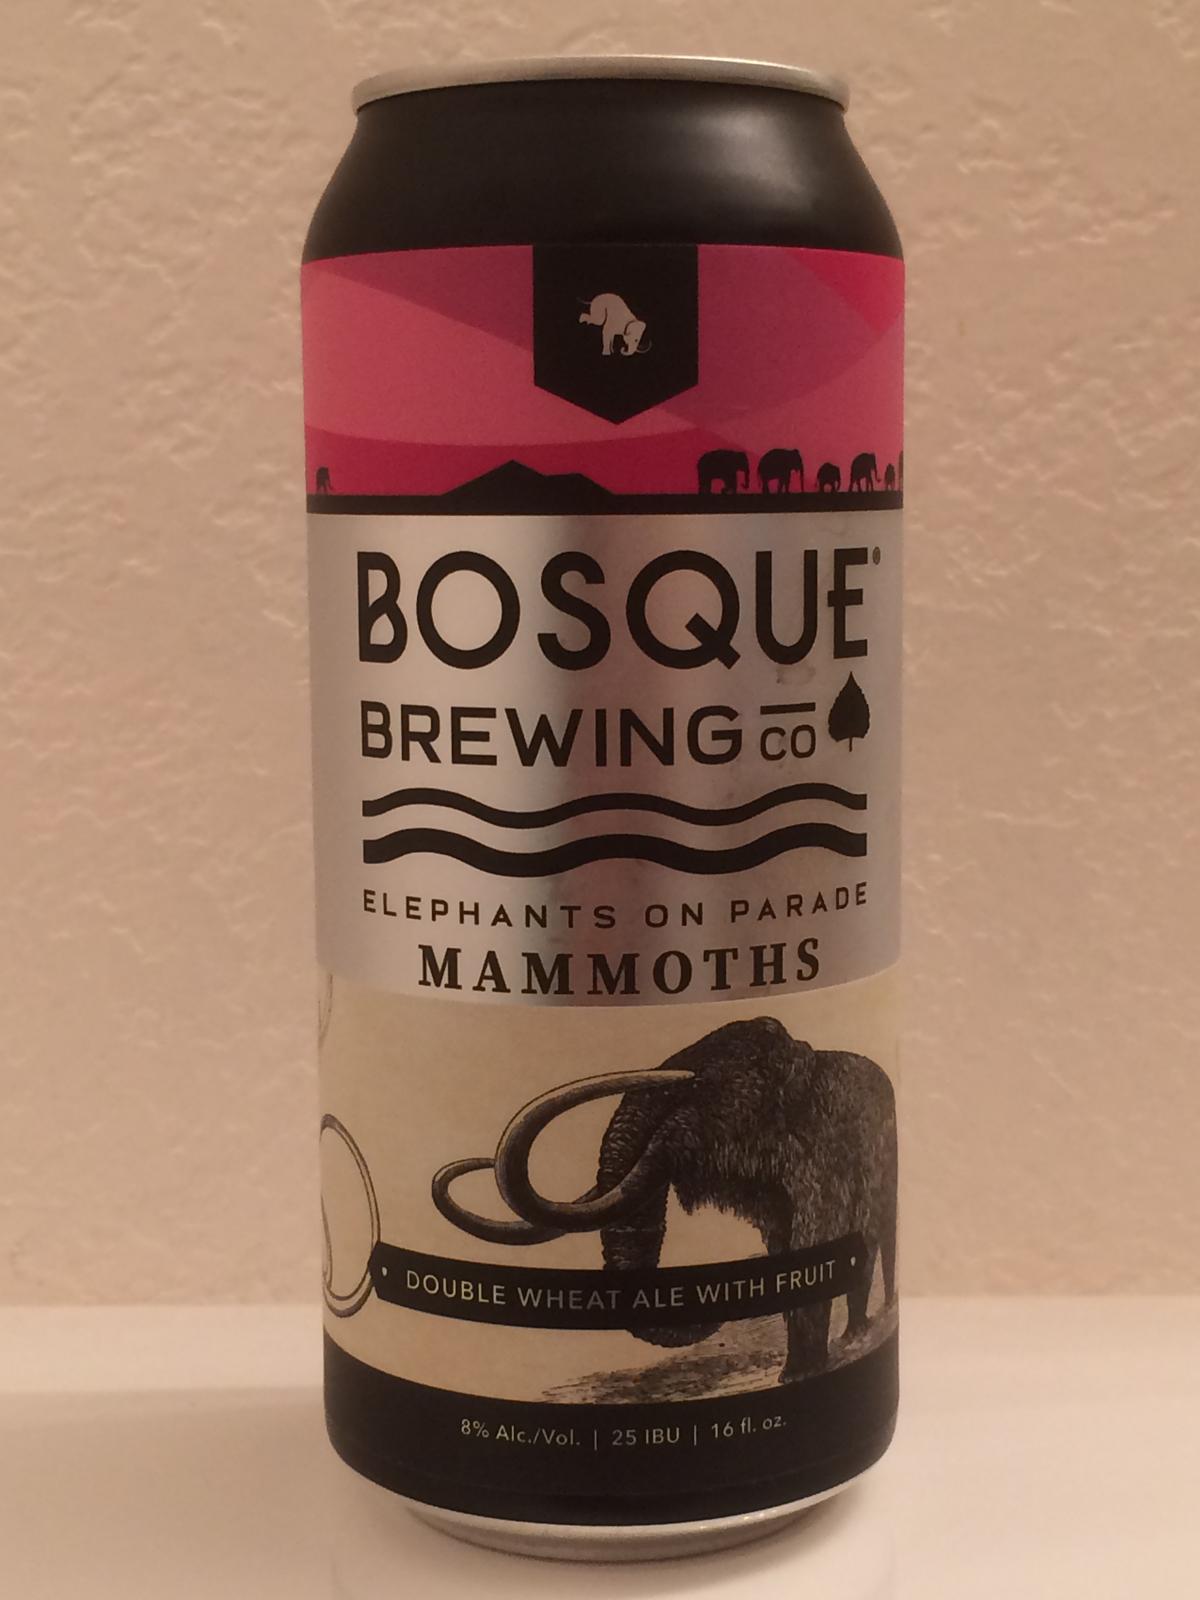 BOSQUE®
BREWING CO
ELEPHANTS ON PARADE
MAMMOTHS
• DOUBLE WHEAT ALE WITH FRUIT •
8% Alc./Vol. | 25 IBU | 16 fl. oz.